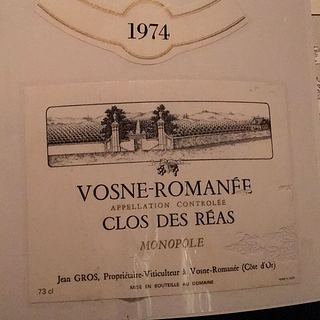 1974
VOSNE-ROMANÉE
APPELLATION CONTROLÉE
CLOS DES RÉAS
MONOPOLE
Jean GROS, Propriétaire-Viticulteur à Vosne-Romanée (Côte d'Or)
73 cl
MISE EN BOUTEILLE AU DOMAINE